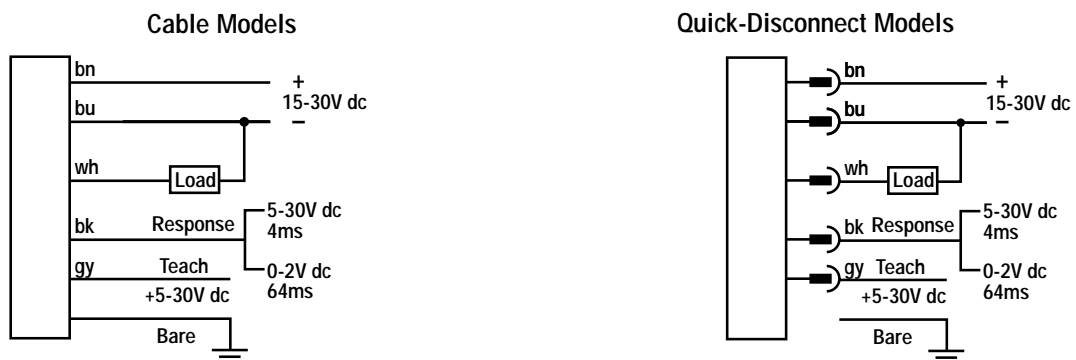 Cable Models
bn
+
15-30V dc
bu
–
wh
Load
bk
Response
5-30V dc
4ms
0-2V dc
64ms
gy
Teach
+5-30V dc
Bare
Quick-Disconnect Models
bn
+
15-30V dc
bu
–
wh
Load
bk
Response
5-30V dc
4ms
0-2V dc
64ms
gy
Teach
+5-30V dc
Bare